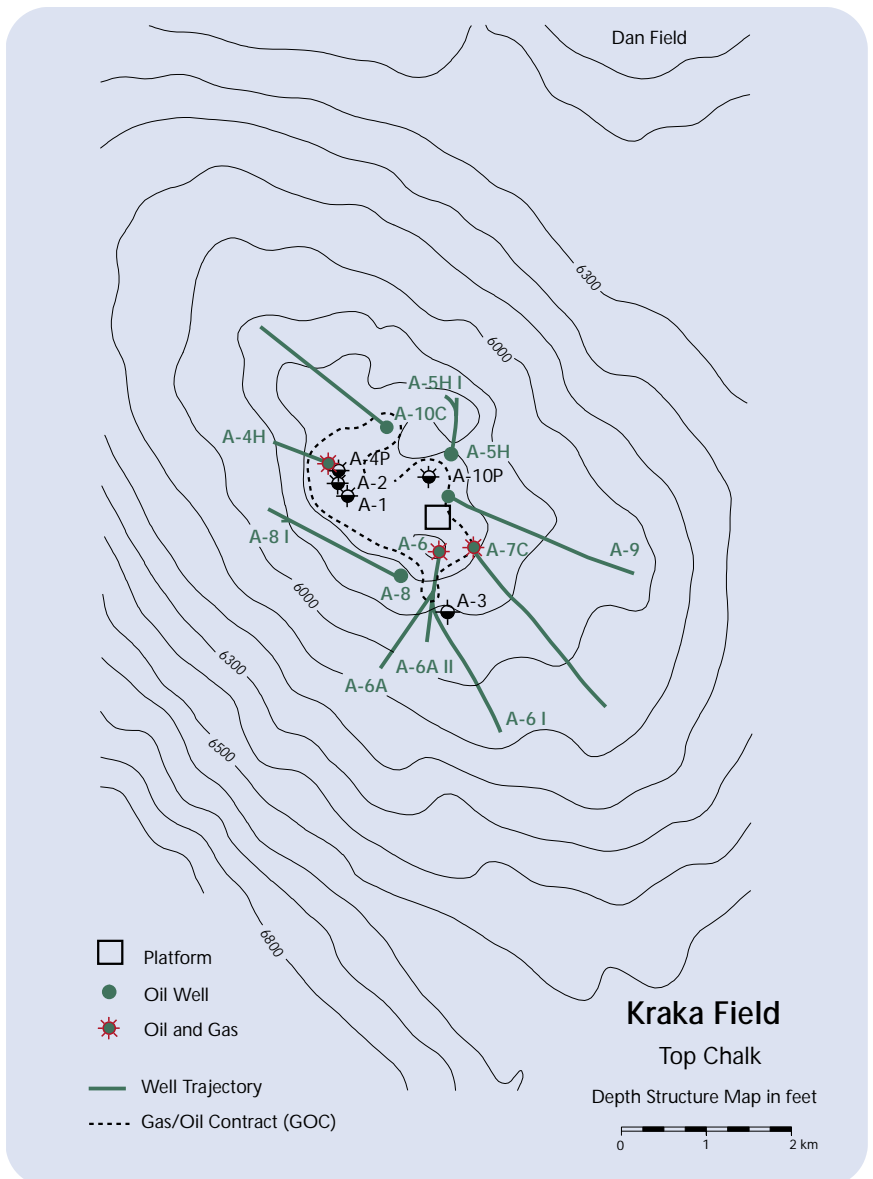 Dan Field
6300
6000
A-5H I
A-10C
A-4H
A-5H
A-4P
A-10P
A-2
A-1
A-8 I
A-6
A-7C
A-9
A-8
A-3
6000
A-6A II
6300
A-6A
A-6 I
6500
6800
Platform
Oil Well
Oil and Gas
Well Trajectory
Gas/Oil Contract (GOC)
Kraka Field
Top Chalk
Depth Structure Map in feet
0 1 2 km